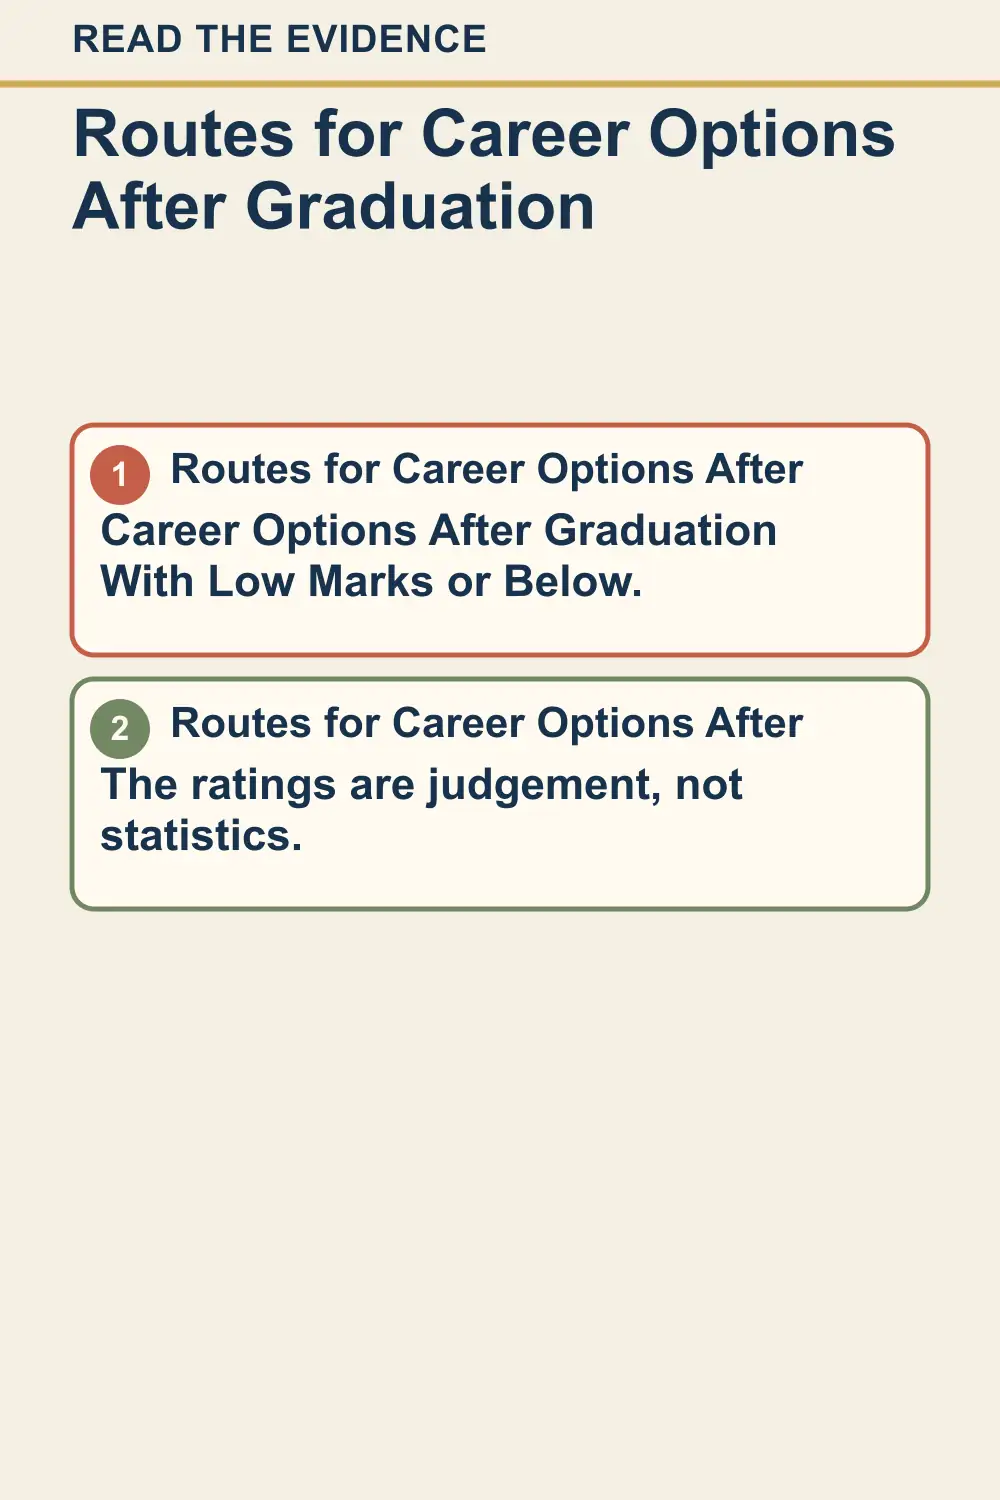 READ THE EVIDENCE
Routes for Career Options
After Graduation
1 Routes for Career Options After
Career Options After Graduation
With Low Marks or Below.
2 Routes for Career Options After
The ratings are judgement, not
statistics.